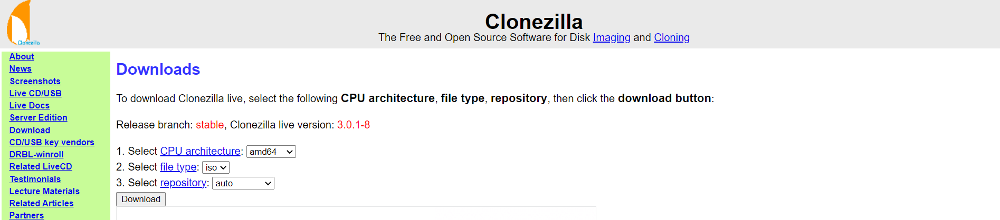 Clonezilla
Clonezilla
The Free and Open Source Software for Disk Imaging and Cloning
About
News
Screenshots
Live CD/USB
Live Docs
Server Edition
Download
CD/USB key vendors
DRBL-winroll
Related LiveCD
Testimonials
Lecture Materials
Related Articles
Partners
Downloads
To download Clonezilla live, select the following CPU architecture, file type, repository, then click the download button:
Release branch: stable, Clonezilla live version: 3.0.1-8
1. Select CPU architecture: amd64
2. Select file type: iso
3. Select repository: auto
Download